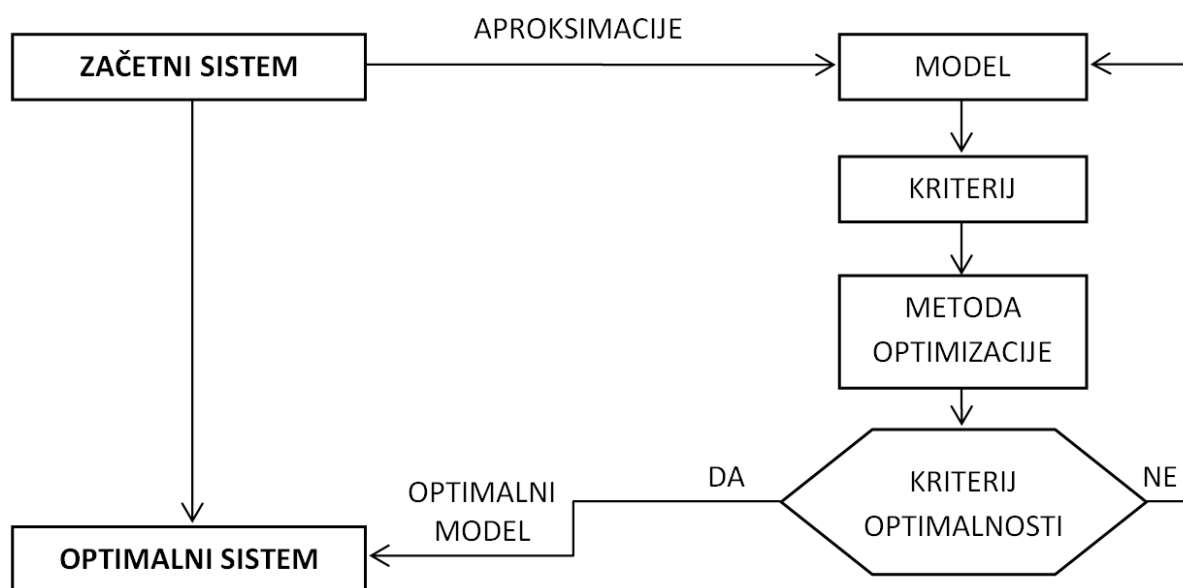 APROKSIMACIJE
ZAČETNI SISTEM
MODEL
KRITERIJ
METODA
OPTIMIZACIJE
DA
KRITERIJ
OPTIMALNOSTI
NE
OPTIMALNI
MODEL
OPTIMALNI SISTEM